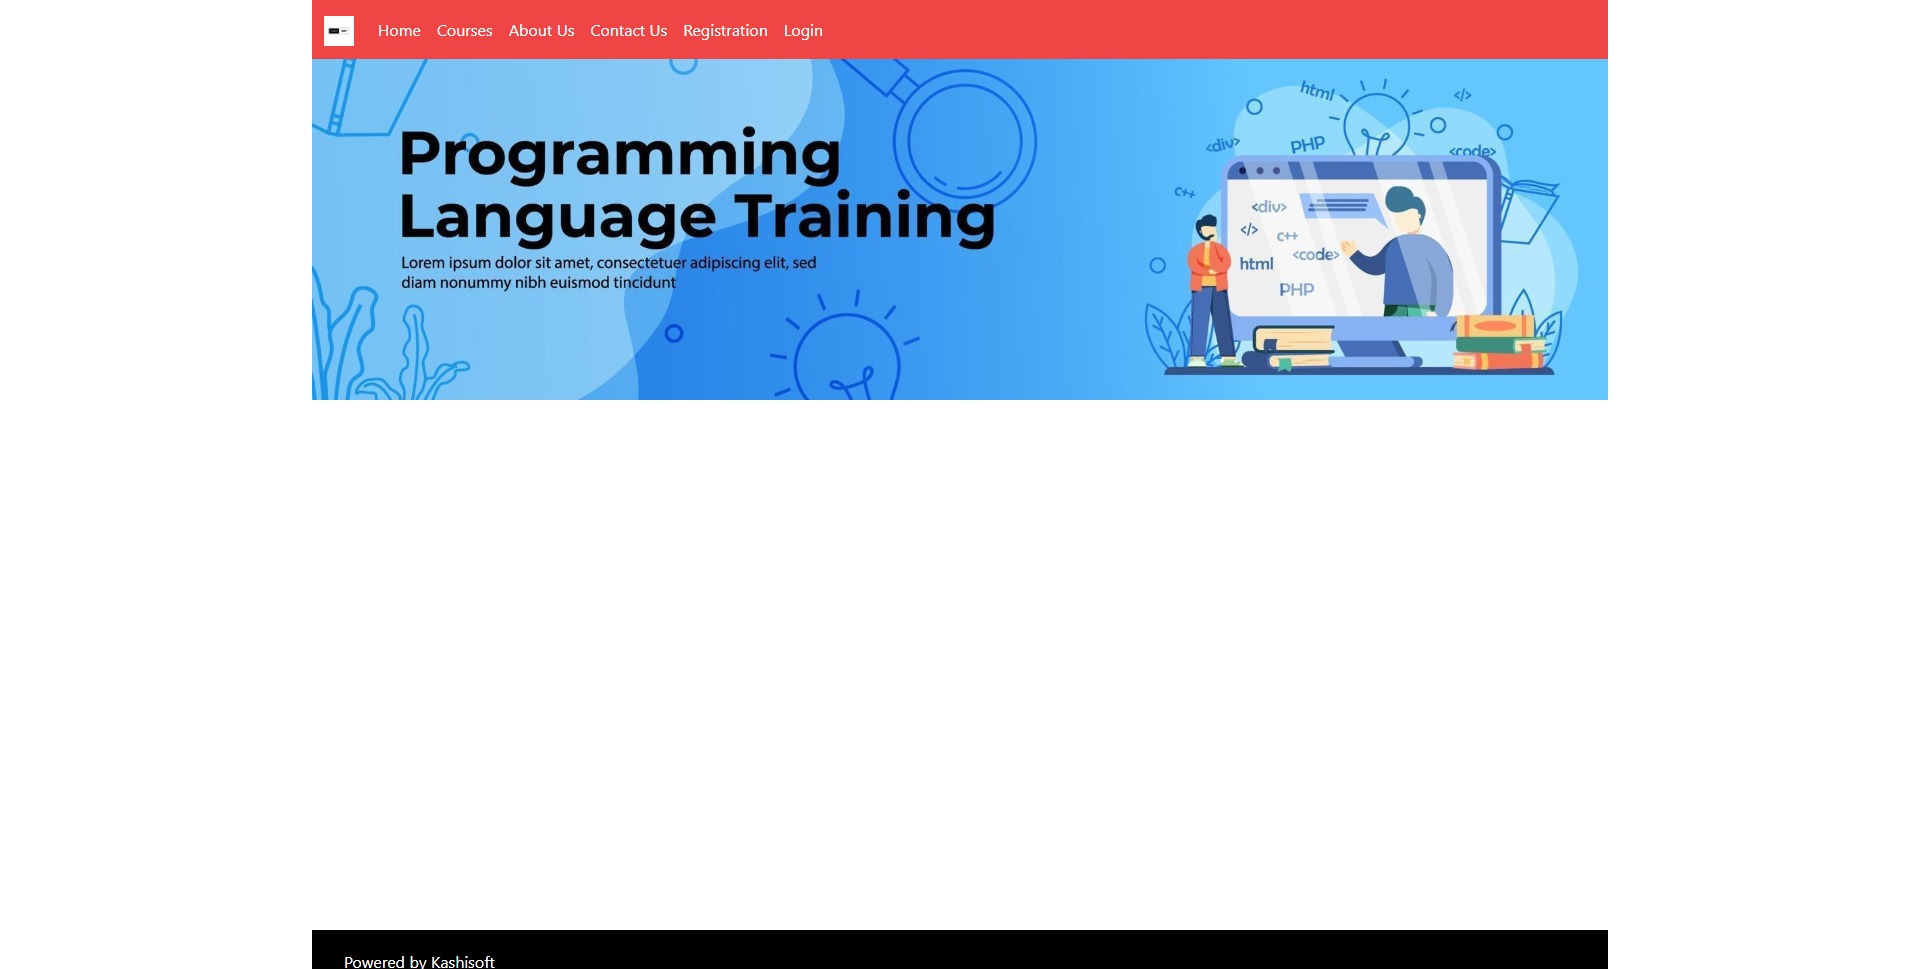 Home Courses About Us Contact Us Registration Login
Programming
Language Training
Lorem ipsum dolor sit amet, consectetuer adipiscing elit, sed
diam nonummy nibh euismod tincidunt
html
</>
<div>
PHP
<code>
c++
<div>
</>
c++
<code>
html
PHP
Powered by Kashisoft